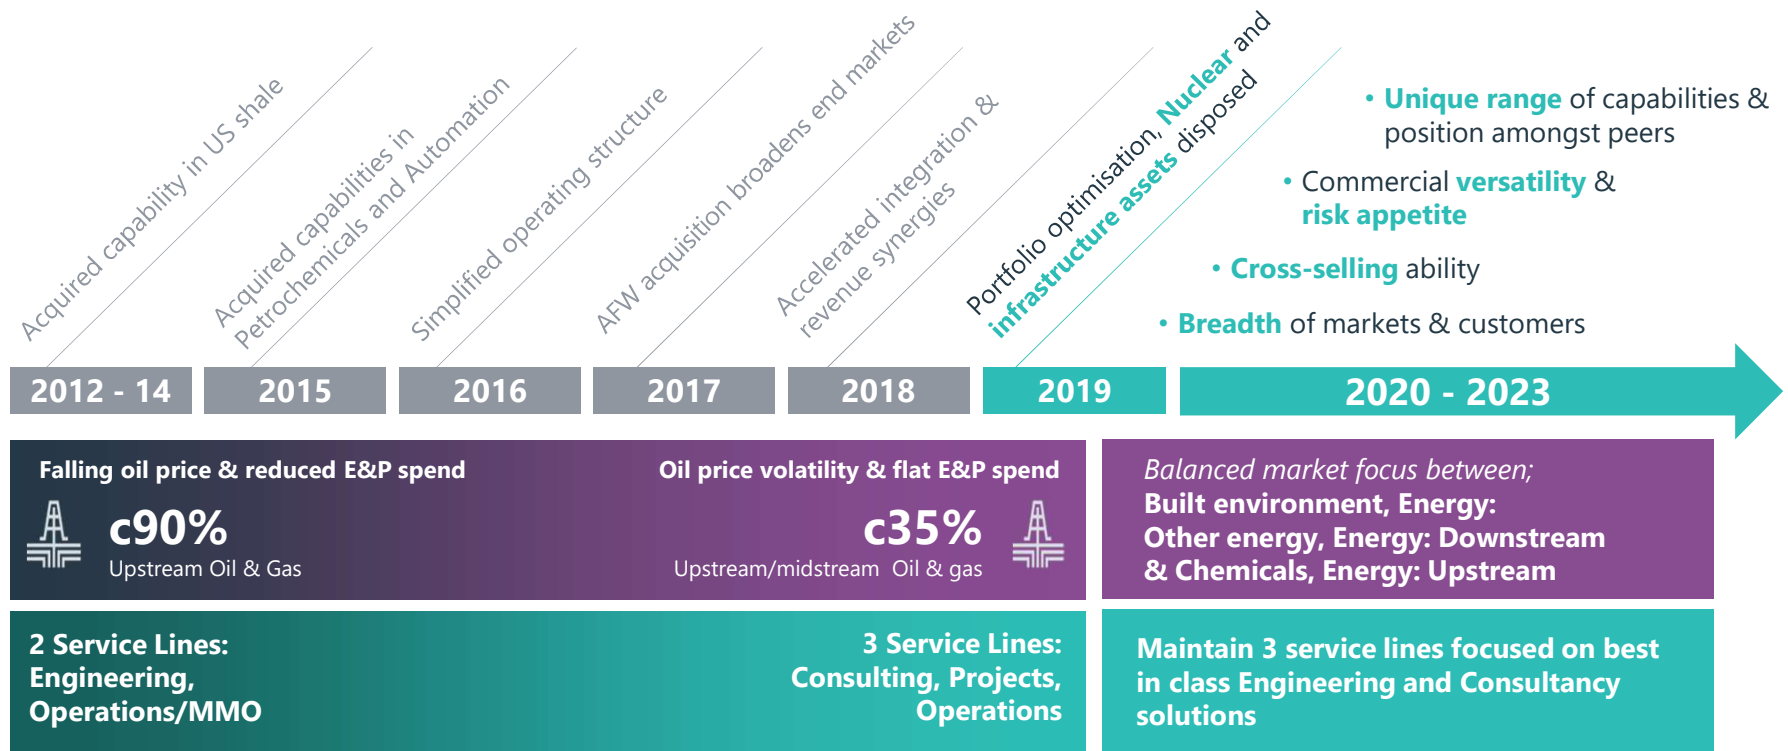 Acquired capability in US shale
Acquired capabilities in
Petrochemicals and Automation
Simplified operating structure
AFW acquisition broadens end markets
Accelerated integration &
revenue synergies
Portfolio optimisation, Nuclear and
infrastructure assets disposed
• Unique range of capabilities &
position amongst peers
• Commercial versatility &
risk appetite
• Cross-selling ability
• Breadth of markets & customers
2012 - 14
2015
2016
2017
2018
2019
2020 - 2023
Falling oil price & reduced E&P spend
c90%
Upstream Oil & Gas
Oil price volatility & flat E&P spend
c35%
Upstream/midstream Oil & gas
Balanced market focus between;
Built environment, Energy:
Other energy, Energy: Downstream
& Chemicals, Energy: Upstream
2 Service Lines:
Engineering,
Operations/MMO
3 Service Lines:
Consulting, Projects,
Operations
Maintain 3 service lines focused on best
in class Engineering and Consultancy
solutions